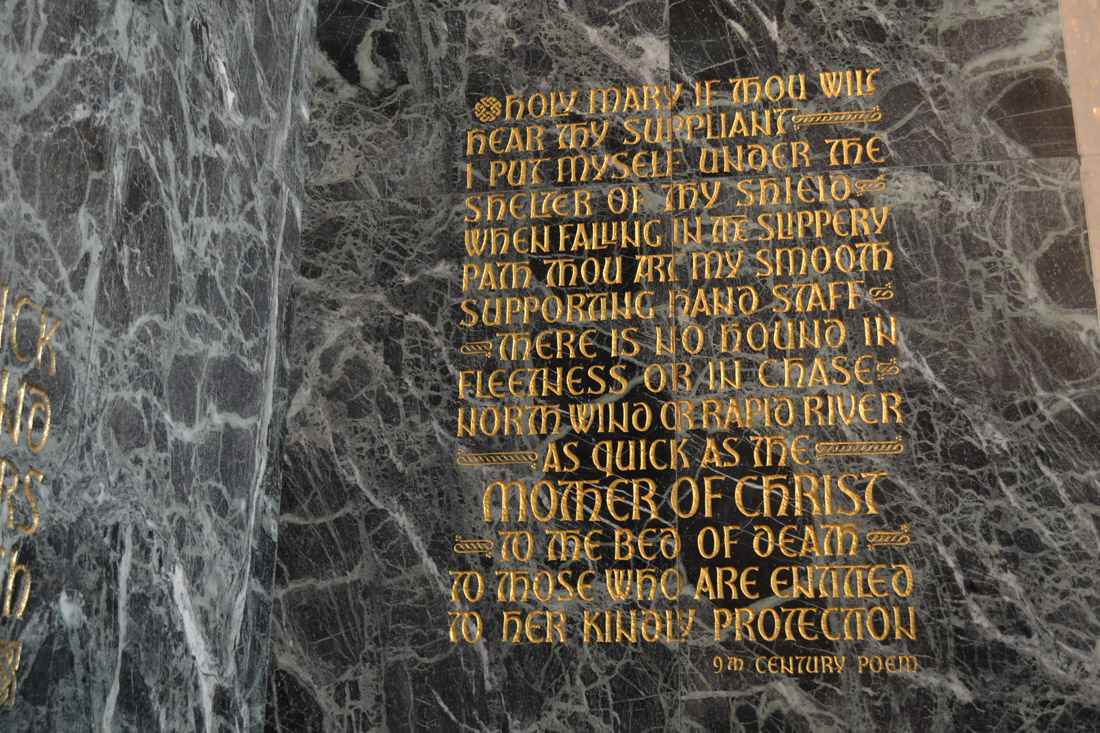 HOLY MARY IF THOU WILT
HEAR THY SUPPLIANT
I PUT MYSELF UNDER THE
SHELTER OF THY SHIELD
WHEN FALLING IN THE SLIPPERY
PATH THOU ART MY SMOOTH
SUPPORTING HAND STAFF
THERE IS NO HOUND IN
FLEETNESS OR IN CHASE
NORTH WIND OR RAPID RIVER
AS QUICK AS THE
MOTHER OF CHRIST
TO THE BED OF DEATH
TO THOSE WHO ARE ENTITLED
TO HER KINDLY PROTECTION
9TH CENTURY POEM